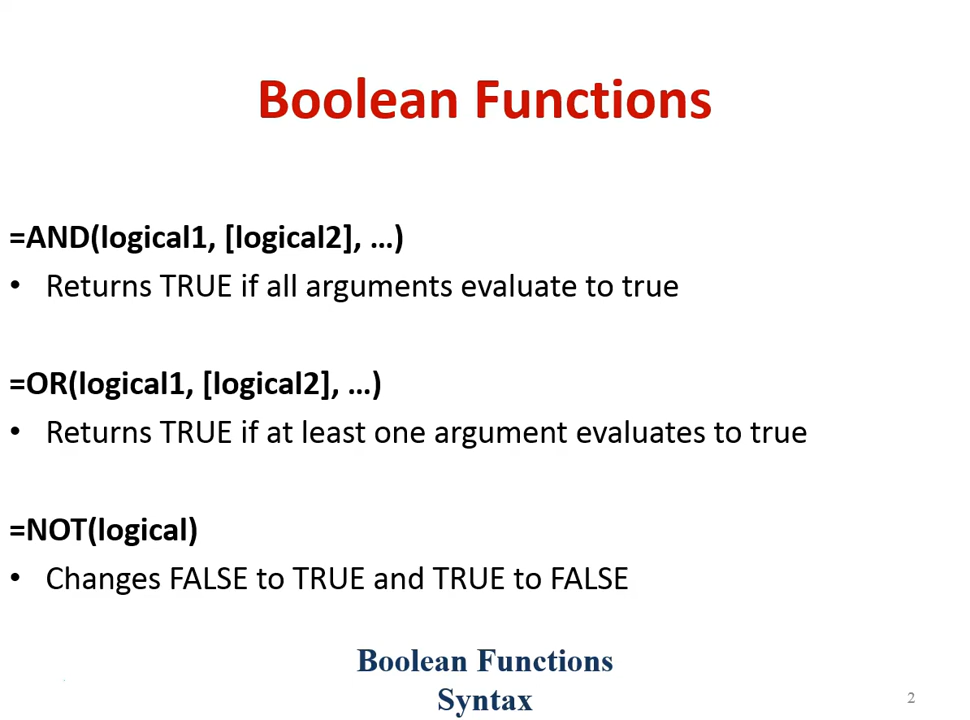 Boolean Functions
=AND(logical1, [logical2], …)
• Returns TRUE if all arguments evaluate to true
=OR(logical1, [logical2], …)
• Returns TRUE if at least one argument evaluates to true
=NOT(logical)
• Changes FALSE to TRUE and TRUE to FALSE
Boolean Functions
Syntax
2